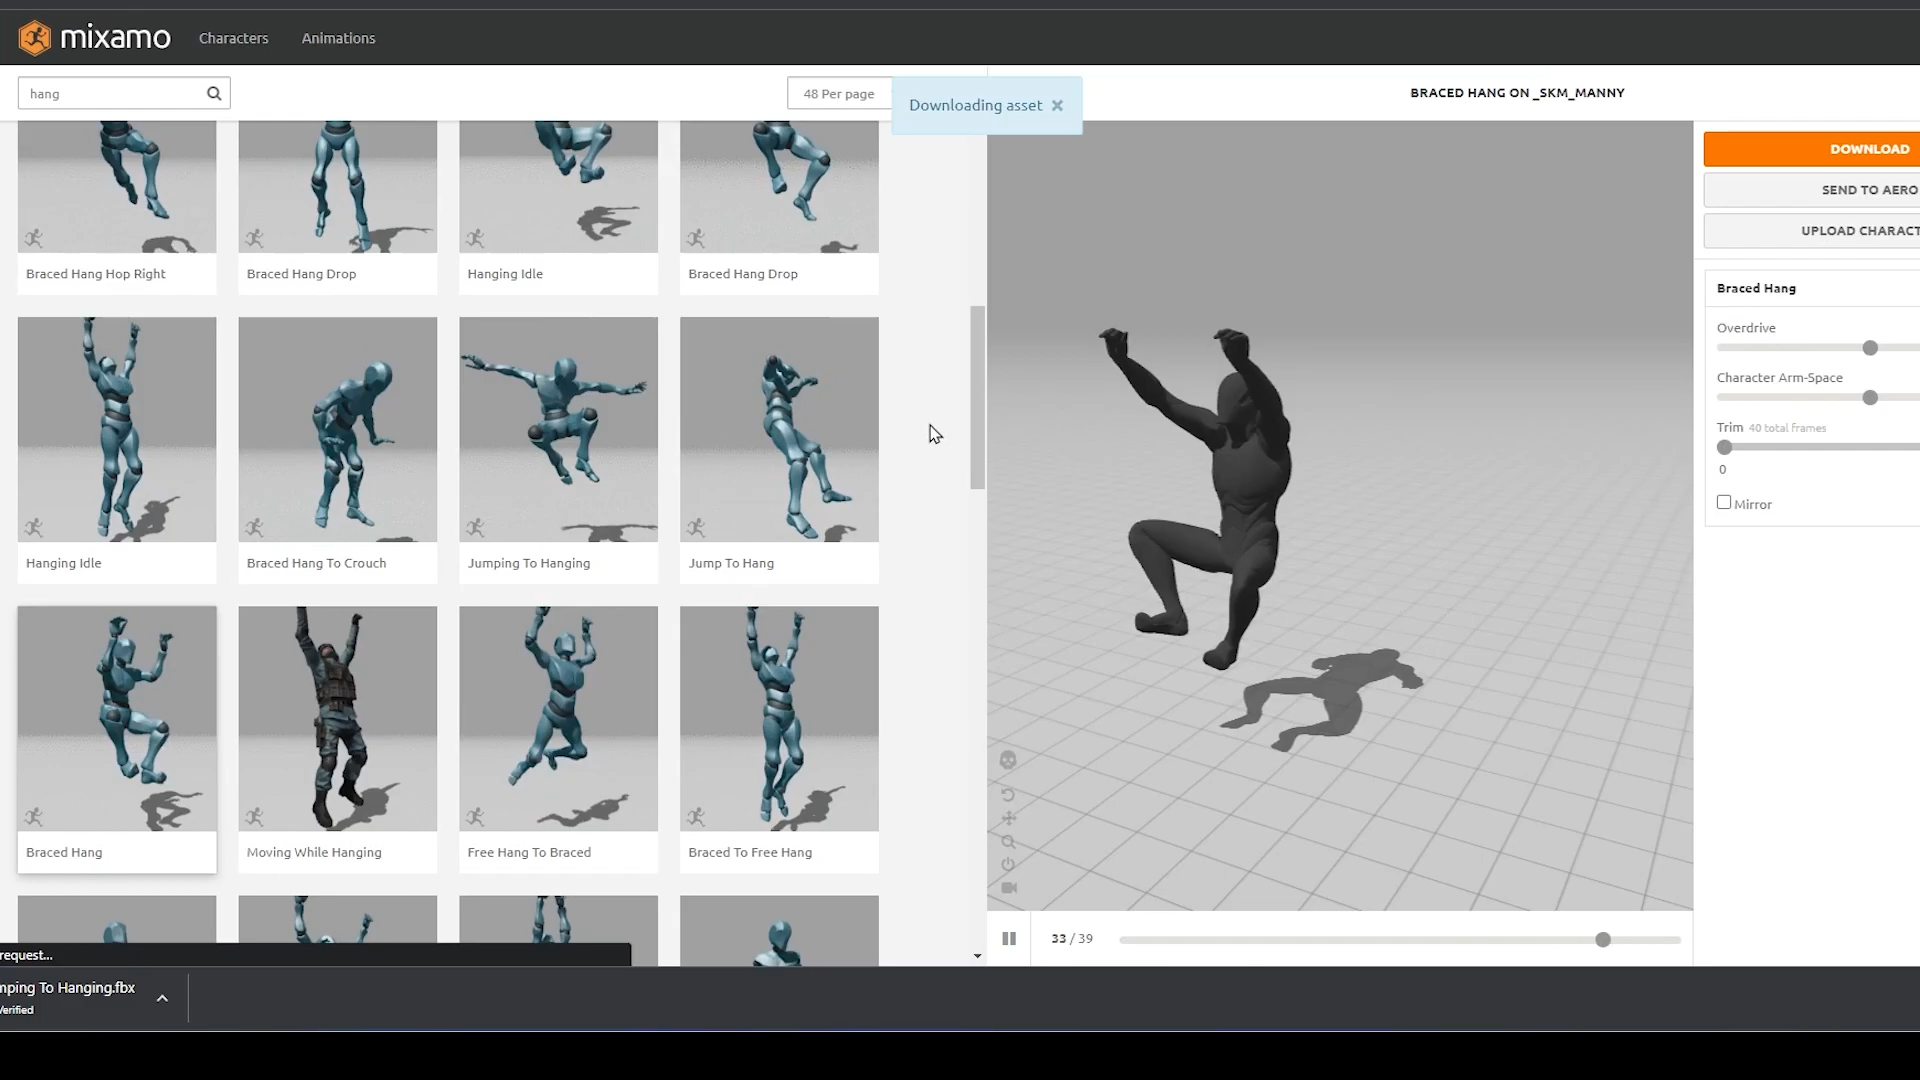 mixamo
Characters
Animations
hang
48 Per page
Downloading asset ×
BRACED HANG ON _SKM_MANNY
DOWNLOAD
SEND TO AERO
UPLOAD CHARACT
Braced Hang Hop Right
Braced Hang Drop
Hanging Idle
Braced Hang Drop
Braced Hang
Overdrive
Character Arm-Space
Trim 40 total frames
0
Mirror
Hanging Idle
Braced Hang To Crouch
Jumping To Hanging
Jump To Hang
Braced Hang
Moving While Hanging
Free Hang To Braced
Braced To Free Hang
33 / 39
request...
mping To Hanging.fbx
Verified